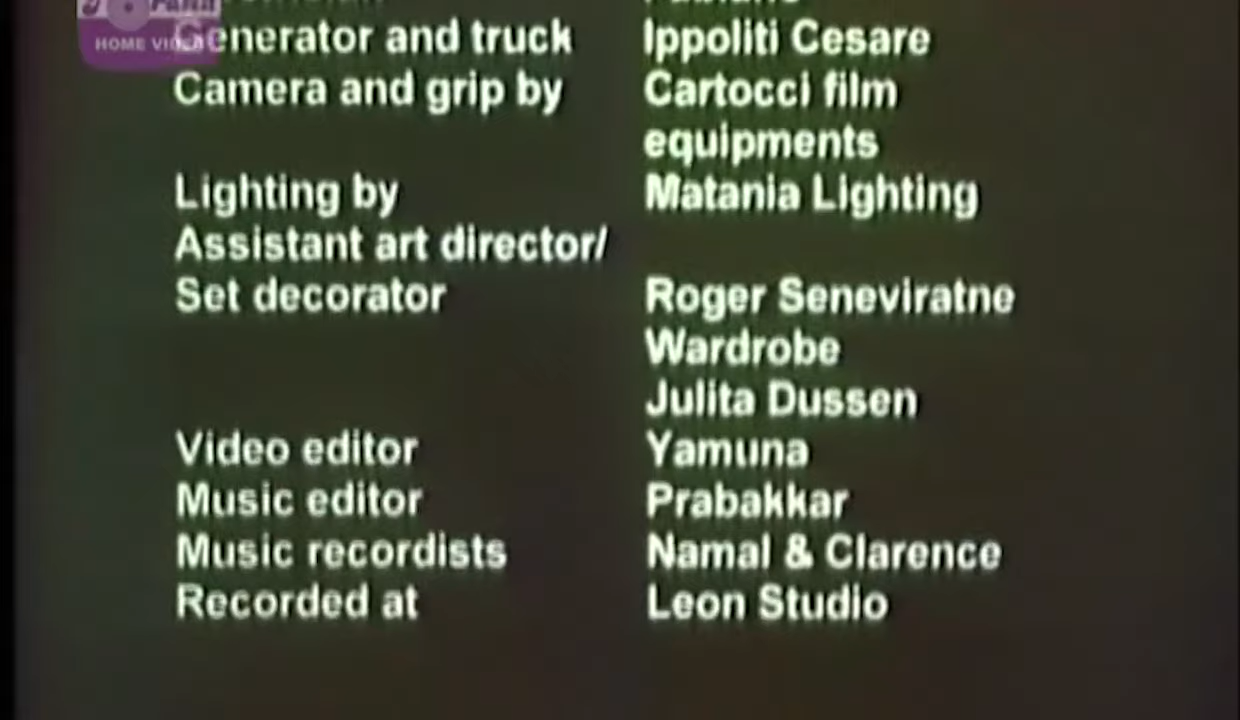 HOME VIDEO
Generator and truck Ippoliti Cesare
Camera and grip by Cartocci film
equipments
Lighting by Matania Lighting
Assistant art director/
Set decorator Roger Seneviratne
Wardrobe
Julita Dussen
Video editor Yamuna
Music editor Prabakkar
Music recordists Namal & Clarence
Recorded at Leon Studio